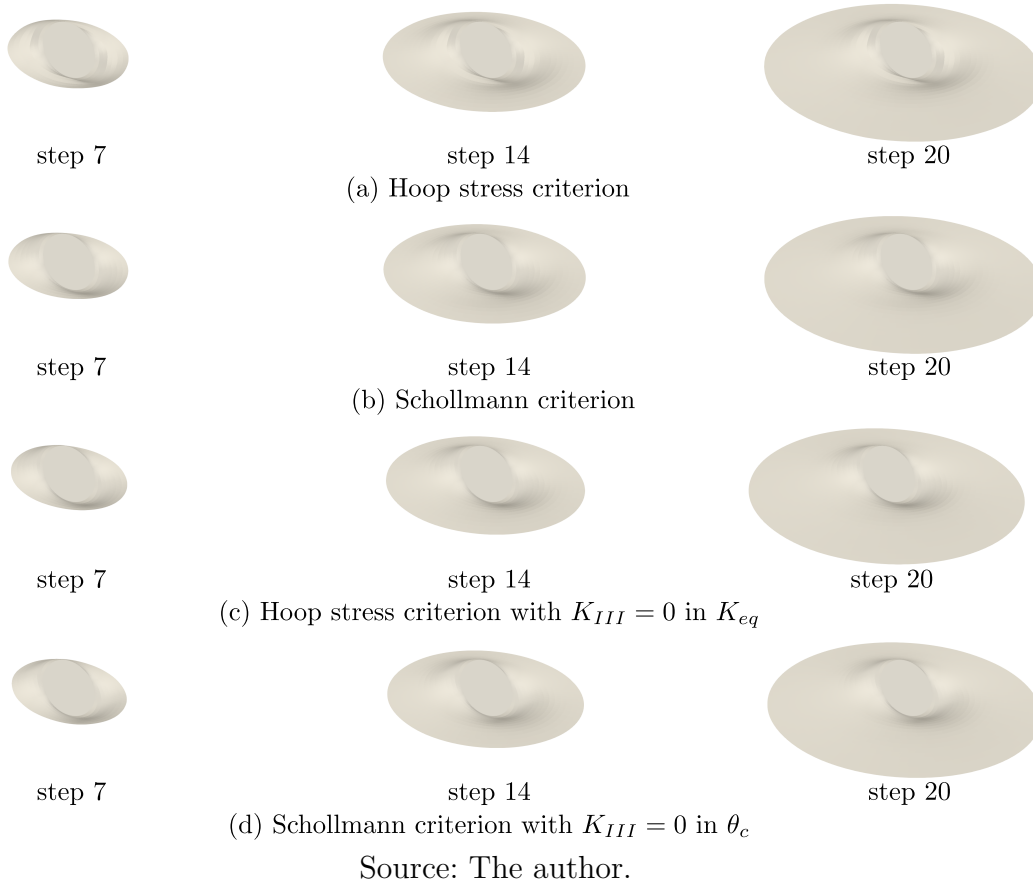 step 7 step 14 step 20
(a) Hoop stress criterion
step 7 step 14 step 20
(b) Schollmann criterion
step 7 step 14 step 20
(c) Hoop stress criterion with $K_{III} = 0$ in $K_{eq}$
step 7 step 14 step 20
(d) Schollmann criterion with $K_{III} = 0$ in $\theta_c$
Source: The author.